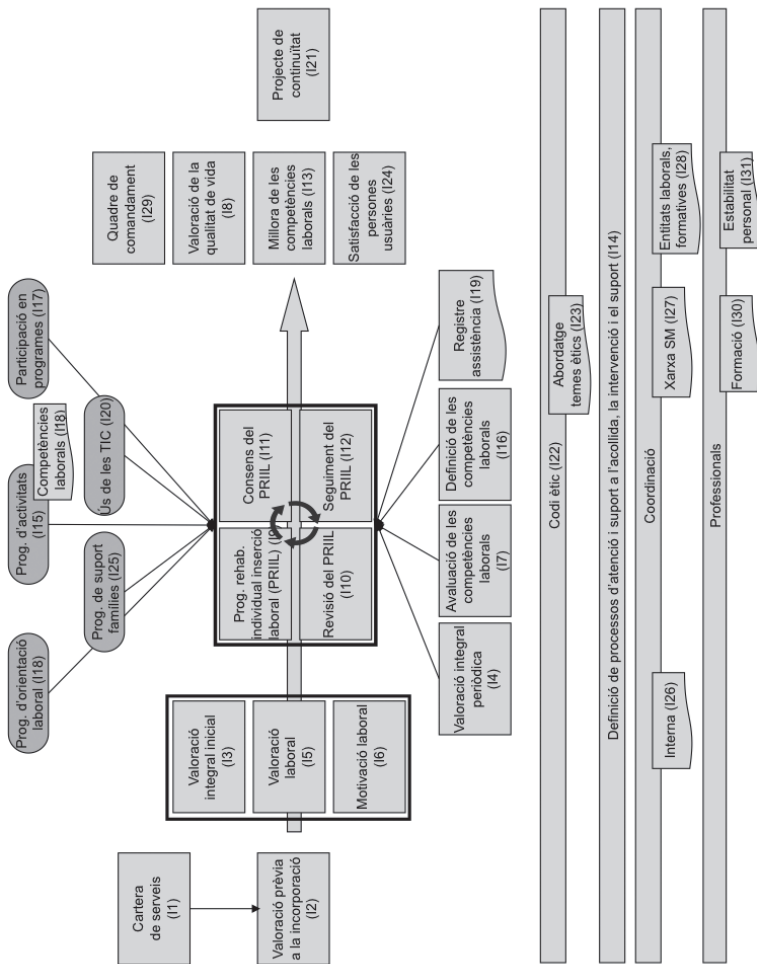 Prog. d'orientació
laboral (I18)
Prog. d'activitats
(I15)
Participació en
programes (I17)
Competències
laborals (I18)
Prog. de suport
famílies (I25)
Ús de les TIC (I20)
Cartera
de serveis
(I1)
Valoració prèvia
a la incorporació
(I2)
Valoració
integral inicial
(I3)
Valoració
laboral
(I5)
Motivació laboral
(I6)
Prog. rehab.
individual inserció
laboral (PRIIL) (I9
Consens del
PRIIL (I11)
Revisió del PRIIL
(I10)
Seguiment del
PRIIL (I12)
Quadre de
comandament
(I29)
Valoració de la
qualitat de vida
(I8)
Millora de les
competències
laborals (I13)
Satisfacció de les
persones
usuàries (I24)
Projecte de
continuïtat
(I21)
Valoració integral
periòdica
(I4)
Avaluació de les
competències
laborals
(I7)
Definició de les
competències
laborals
(I16)
Registre
assistència (I19)
Codi ètic (I22)
Abordatge
temes ètics (I23)
Definició de processos d'atenció i suport a l'acollida, la intervenció i el suport (I14)
Coordinació
Interna (I26)
Xarxa SM (I27)
Entitats laborals,
formatives (I28)
Professionals
Formació (I30)
Estabilitat
personal (I31)